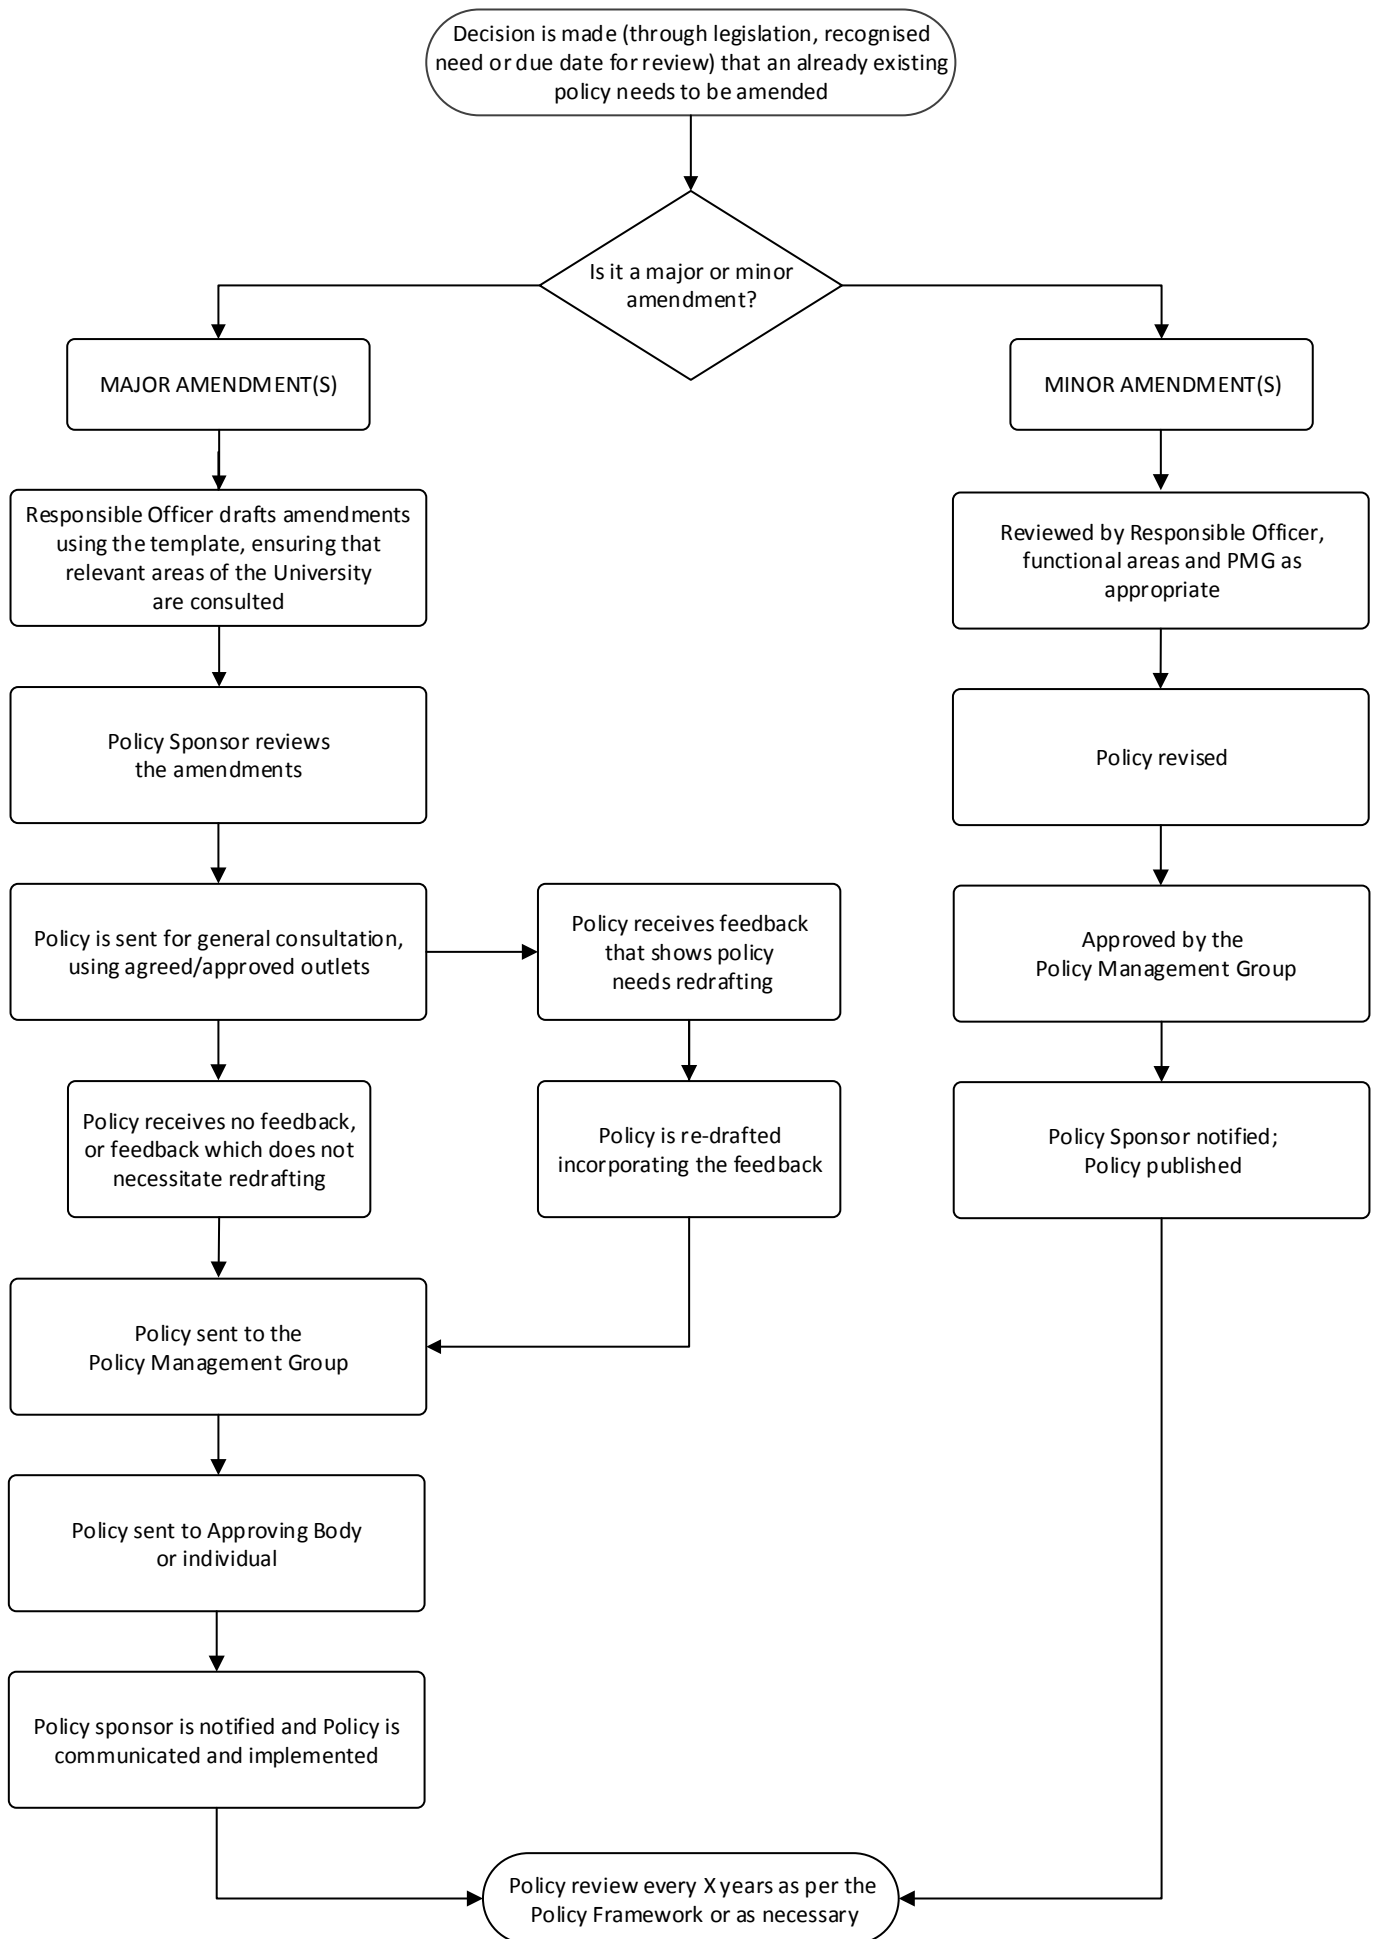 Decision is made (through legislation, recognised
need or due date for review) that an already existing
policy needs to be amended
Is it a major or minor
amendment?
MAJOR AMENDMENT(S)
MINOR AMENDMENT(S)
Responsible Officer drafts amendments
using the template, ensuring that
relevant areas of the University
are consulted
Reviewed by Responsible Officer,
functional areas and PMG as
appropriate
Policy Sponsor reviews
the amendments
Policy revised
Policy is sent for general consultation,
using agreed/approved outlets
Policy receives feedback
that shows policy
needs redrafting
Approved by the
Policy Management Group
Policy receives no feedback,
or feedback which does not
necessitate redrafting
Policy is re-drafted
incorporating the feedback
Policy Sponsor notified;
Policy published
Policy sent to the
Policy Management Group
Policy sent to Approving Body
or individual
Policy sponsor is notified and Policy is
communicated and implemented
Policy review every X years as per the
Policy Framework or as necessary